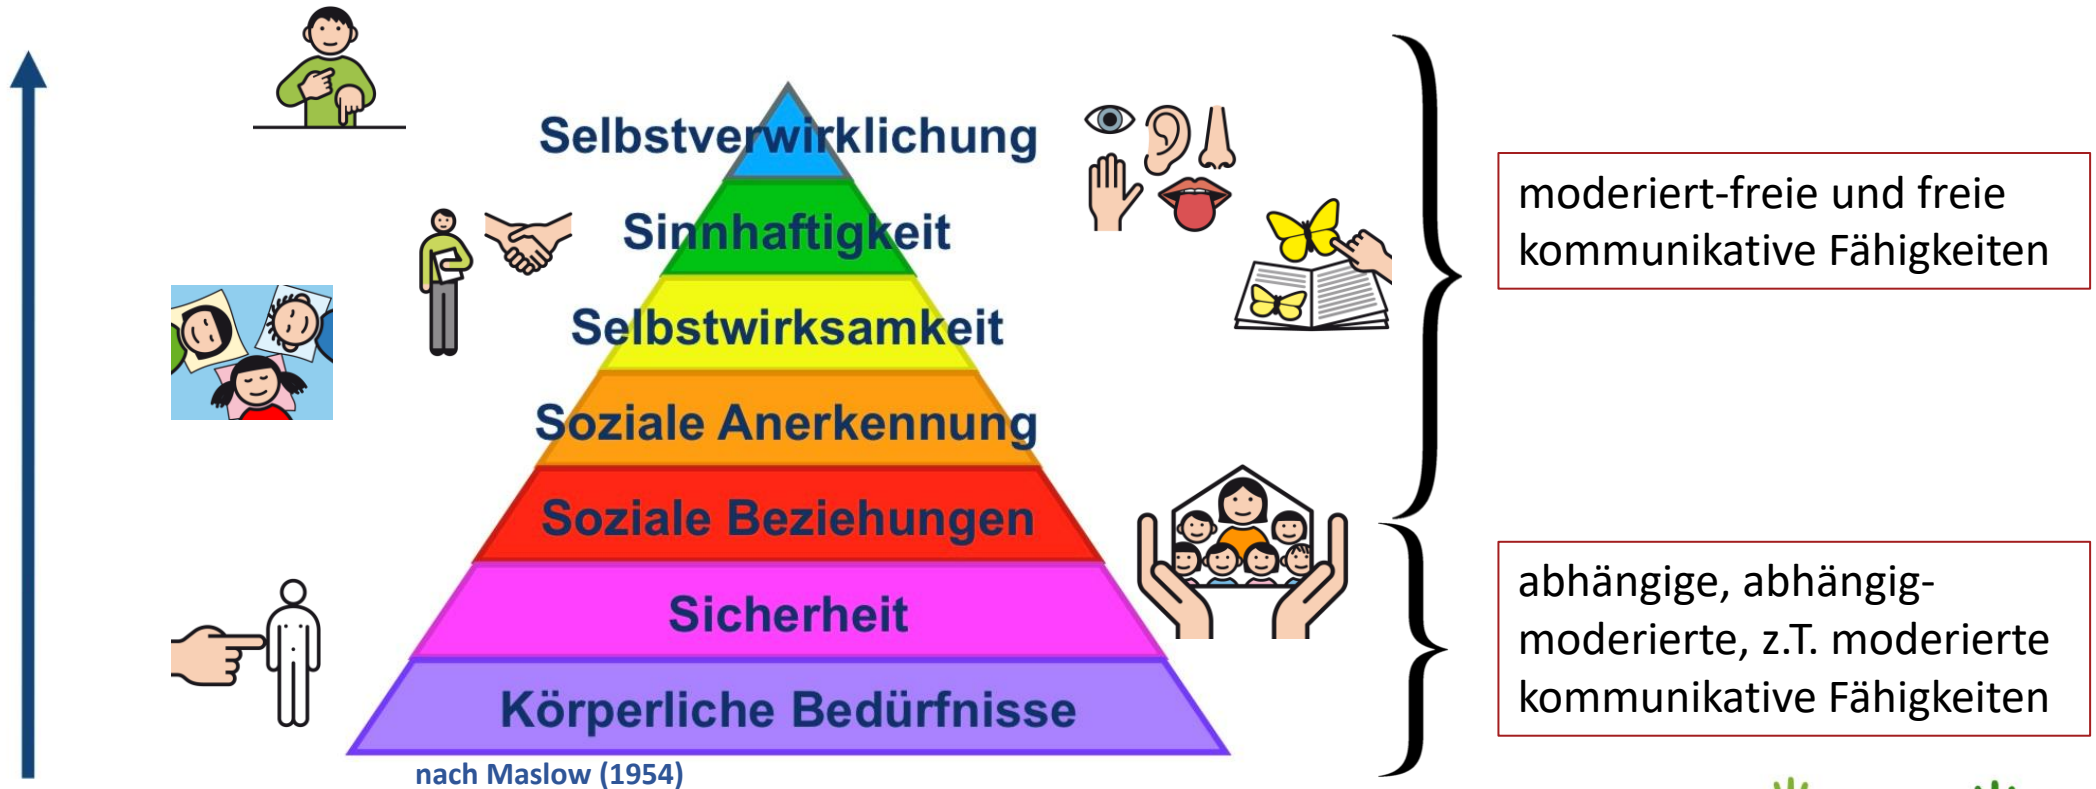 Selbstverwirklichung
Sinnhaftigkeit
Selbstwirksamkeit
Soziale Anerkennung
Soziale Beziehungen
Sicherheit
Körperliche Bedürfnisse
nach Maslow (1954)
moderiert-freie und freie
kommunikative Fähigkeiten
abhängige, abhängig-
moderierte, z.T. moderierte
kommunikative Fähigkeiten